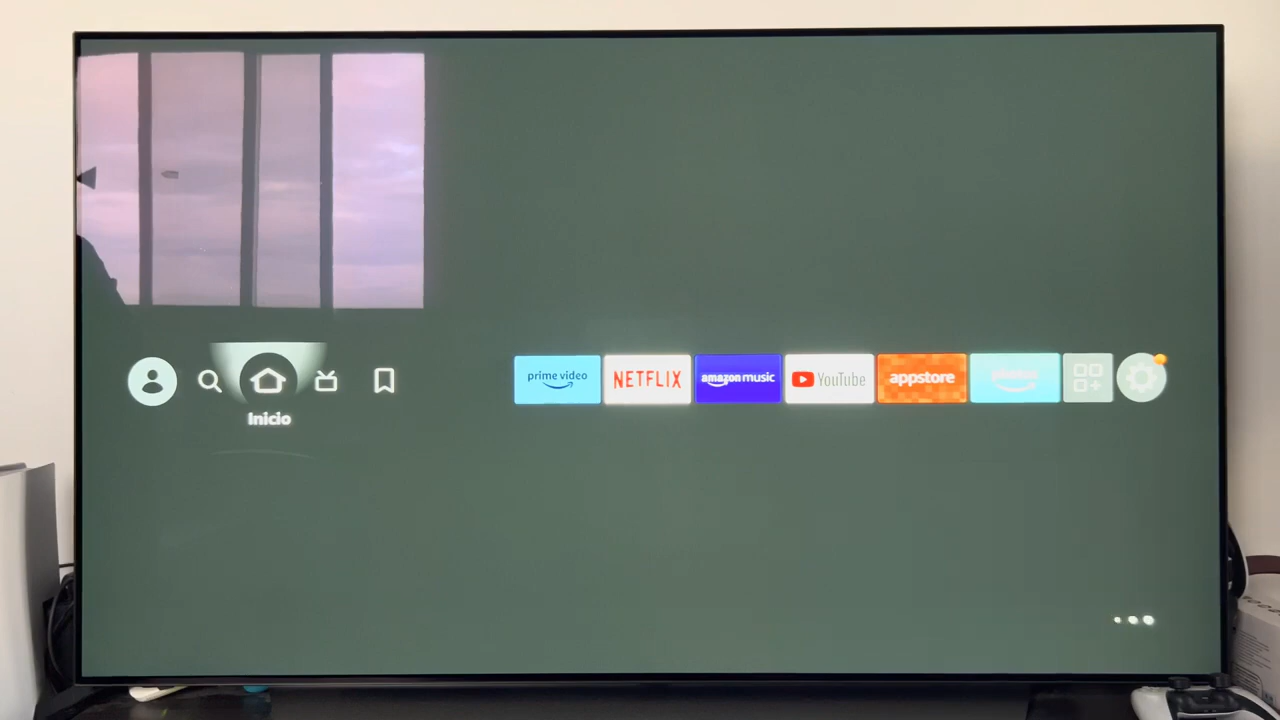 prime video
NETFLIX
amazon music
YouTube
appstore
Inicio